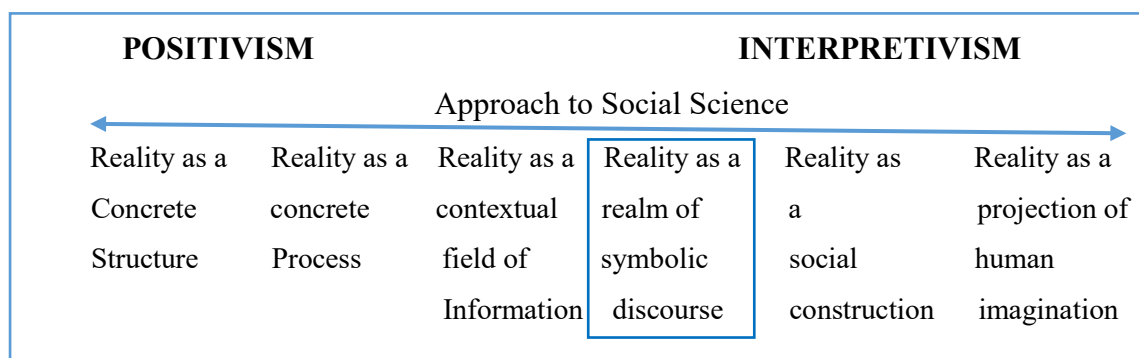 POSITIVISM INTERPRETIVISM
Approach to Social Science
Reality as a Reality as a Reality as a Reality as a Reality as Reality as a
Concrete concrete contextual realm of a projection of
Structure Process field of symbolic social human
Information discourse construction imagination